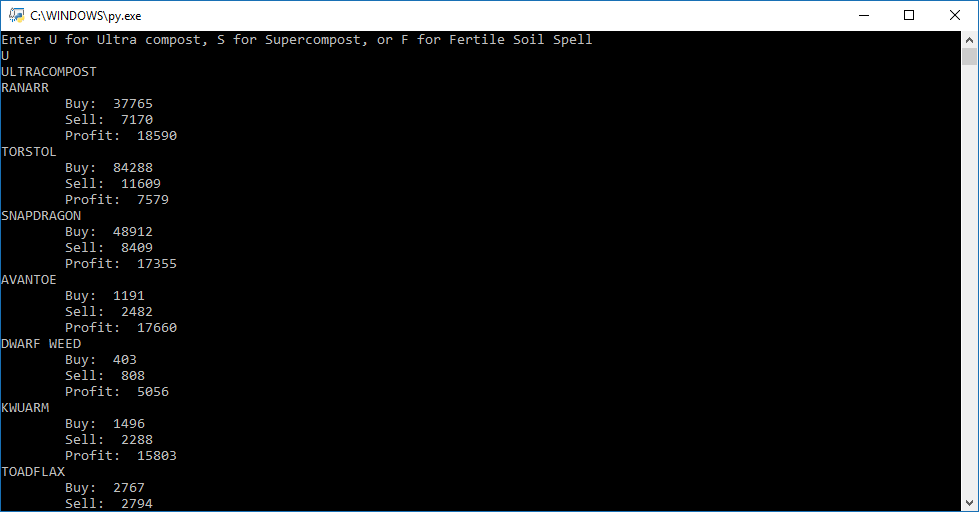 C:\WINDOWS\py.exe
Enter U for Ultra compost, S for Supercompost, or F for Fertile Soil Spell
U
ULTRACOMPOST
RANARR
Buy:  37765
Sell:  7170
Profit:  18590
TORSTOL
Buy:  84288
Sell:  11609
Profit:  7579
SNAPDRAGON
Buy:  48912
Sell:  8409
Profit:  17355
AVANTOE
Buy:  1191
Sell:  2482
Profit:  17660
DWARF WEED
Buy:  403
Sell:  808
Profit:  5056
KWUARM
Buy:  1496
Sell:  2288
Profit:  15803
TOADFLAX
Buy:  2767
Sell:  2794